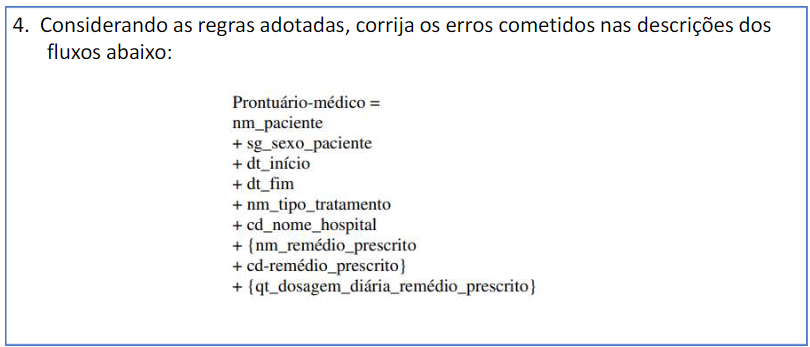 4. Considerando as regras adotadas, corrija os erros cometidos nas descrições dos
fluxos abaixo:
Prontuário-médico =
nm_paciente
+ sg_sexo_paciente
+ dt_início
+ dt_fim
+ nm_tipo_tratamento
+ cd_nome_hospital
+ {nm_remédio_prescrito
+ cd-remédio_prescrito}
+ {qt_dosagem_diária_remédio_prescrito}